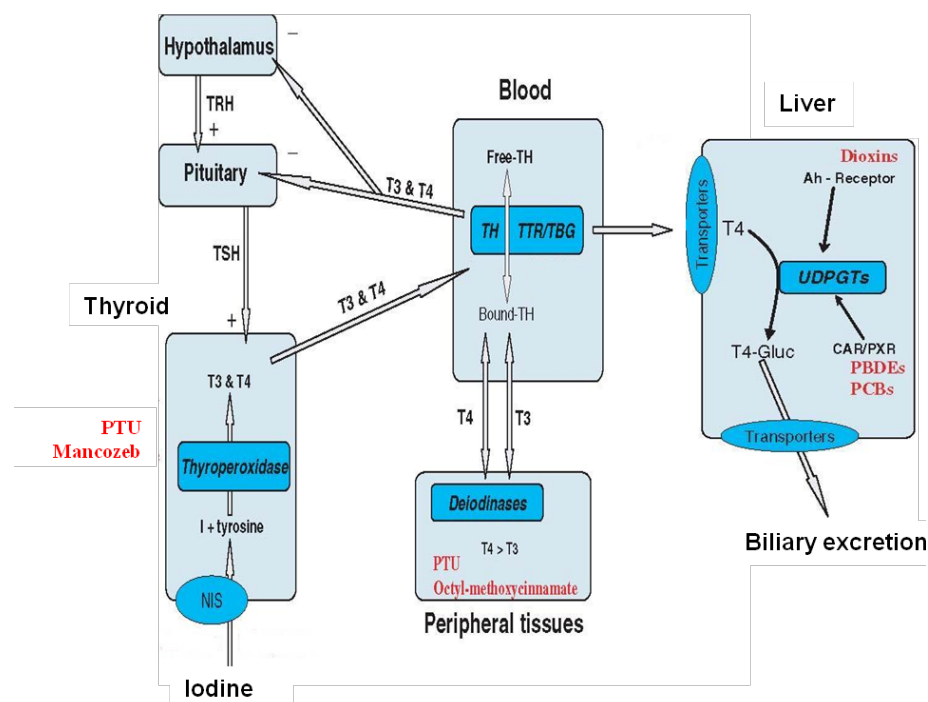 Hypothalamus
–
TRH
+
Pituitary
–
T3 & T4
TSH
+
Thyroid
T3 & T4
T3 & T4
PTU
Mancozeb
Thyroperoxidase
I + tyrosine
NIS
Iodine
Blood
Free-TH
TH
TTR/TBG
Bound-TH
T4
T3
Deiodinases
T4 > T3
PTU
Octyl-methoxycinnamate
Peripheral tissues
Liver
Dioxins
Ah - Receptor
Transporters
T4
UDPGTs
T4-Gluc
CAR/PXR
PBDEs
PCBs
Transporters
Biliary excretion